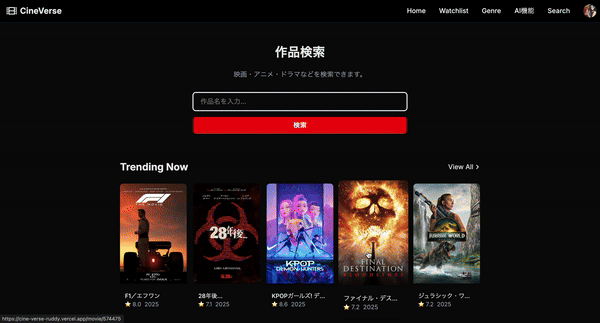 CineVerse
Home Watchlist Genre AI機能 Search
作品検索
映画・アニメ・ドラマなどを検索できます。
作品名を入力...
検索
Trending Now
View All
F1
28年後...
KPOP
DEMON HUNTERS
FINAL DESTINATION
BLOODLINES
JURASSIC WORLD
F1／エフワン
8.0 2025
28年後...
7.1 2025
KPOPガールズ! デ...
8.6 2025
ファイナル・デス...
7.2 2025
ジュラシック・ワ...
7.2 2025
https://cine-verse-ruddy.vercel.app/movie/574475